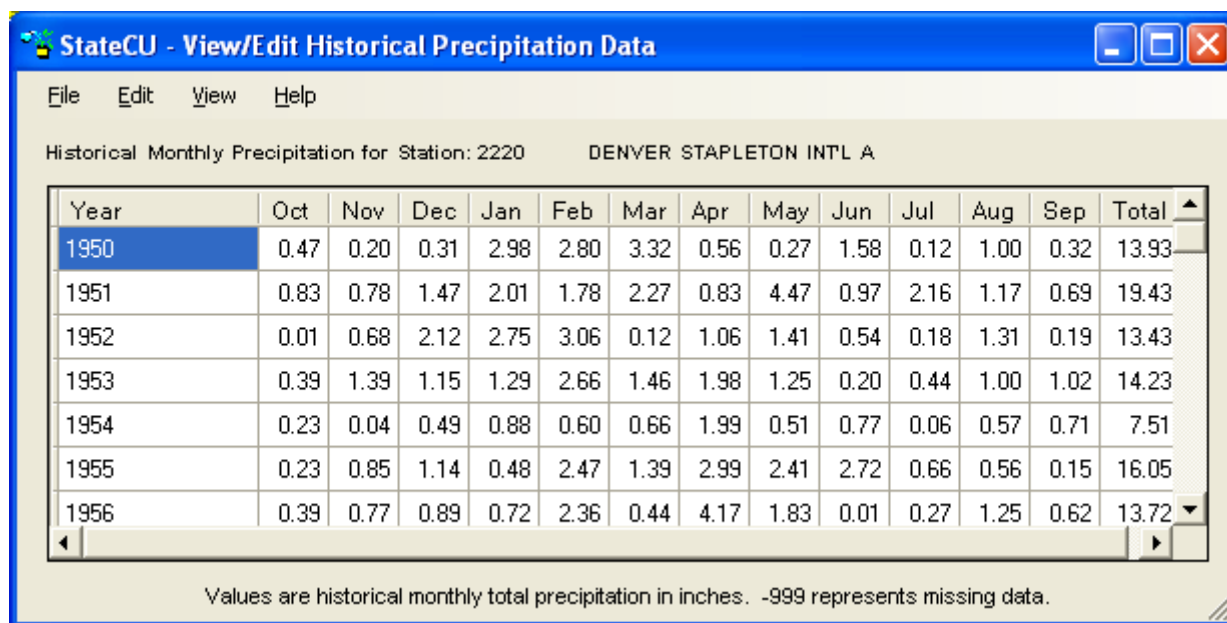 StateCU - View/Edit Historical Precipitation Data
File Edit View Help
Historical Monthly Precipitation for Station: 2220 DENVER STAPLETON INT'L A
Year Oct Nov Dec Jan Feb Mar Apr May Jun Jul Aug Sep Total
1950 0.47 0.20 0.31 2.98 2.80 3.32 0.56 0.27 1.58 0.12 1.00 0.32 13.93
1951 0.83 0.78 1.47 2.01 1.78 2.27 0.83 4.47 0.97 2.16 1.17 0.69 19.43
1952 0.01 0.68 2.12 2.75 3.06 0.12 1.06 1.41 0.54 0.18 1.31 0.19 13.43
1953 0.39 1.39 1.15 1.29 2.66 1.46 1.98 1.25 0.20 0.44 1.00 1.02 14.23
1954 0.23 0.04 0.49 0.88 0.60 0.66 1.99 0.51 0.77 0.06 0.57 0.71 7.51
1955 0.23 0.85 1.14 0.48 2.47 1.39 2.99 2.41 2.72 0.66 0.56 0.15 16.05
1956 0.39 0.77 0.89 0.72 2.36 0.44 4.17 1.83 0.01 0.27 1.25 0.62 13.72
Values are historical monthly total precipitation in inches. -999 represents missing data.